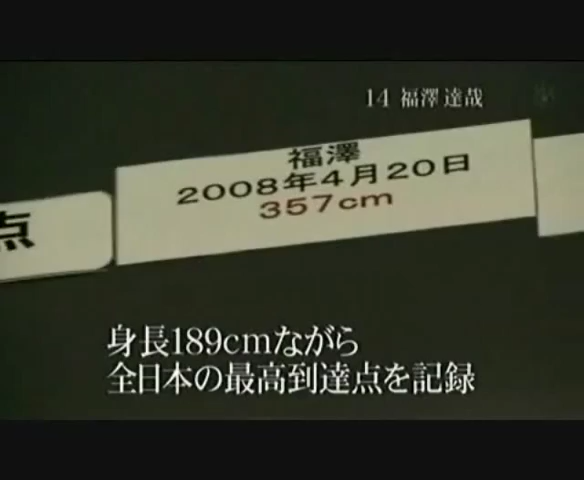 14 福澤達哉
福澤
2008年4月20日
357cm
点
身長189cmながら
全日本の最高到達点を記録